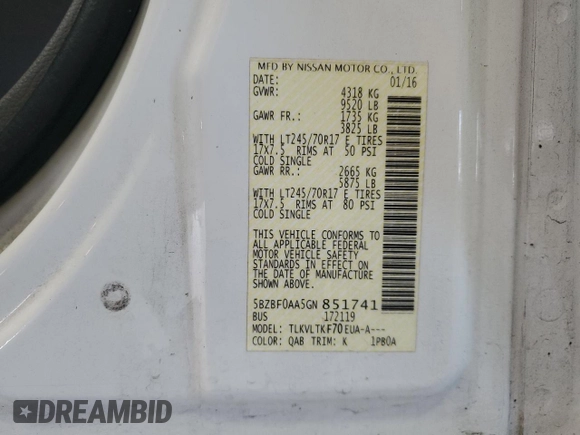 MFD BY NISSAN MOTOR CO., LTD.
DATE: 01/16
GVWR: 4318 KG
9520 LB
GAWR FR.: 1735 KG
3825 LB
WITH LT245/70R17 E TIRES
17X7.5 RIMS AT 50 PSI
COLD SINGLE
GAWR RR.: 2665 KG
5875 LB
WITH LT245/70R17 E TIRES
17X7.5 RIMS AT 80 PSI
COLD SINGLE
THIS VEHICLE CONFORMS TO
ALL APPLICABLE FEDERAL
MOTOR VEHICLE SAFETY
STANDARDS IN EFFECT ON
THE DATE OF MANUFACTURE
SHOWN ABOVE.
5BZBF0AA5GN 851741
BUS 172119
MODEL: TLKVLTKF70EUA-A---
COLOR: QAB TRIM: K 1P80A
DREAMBID